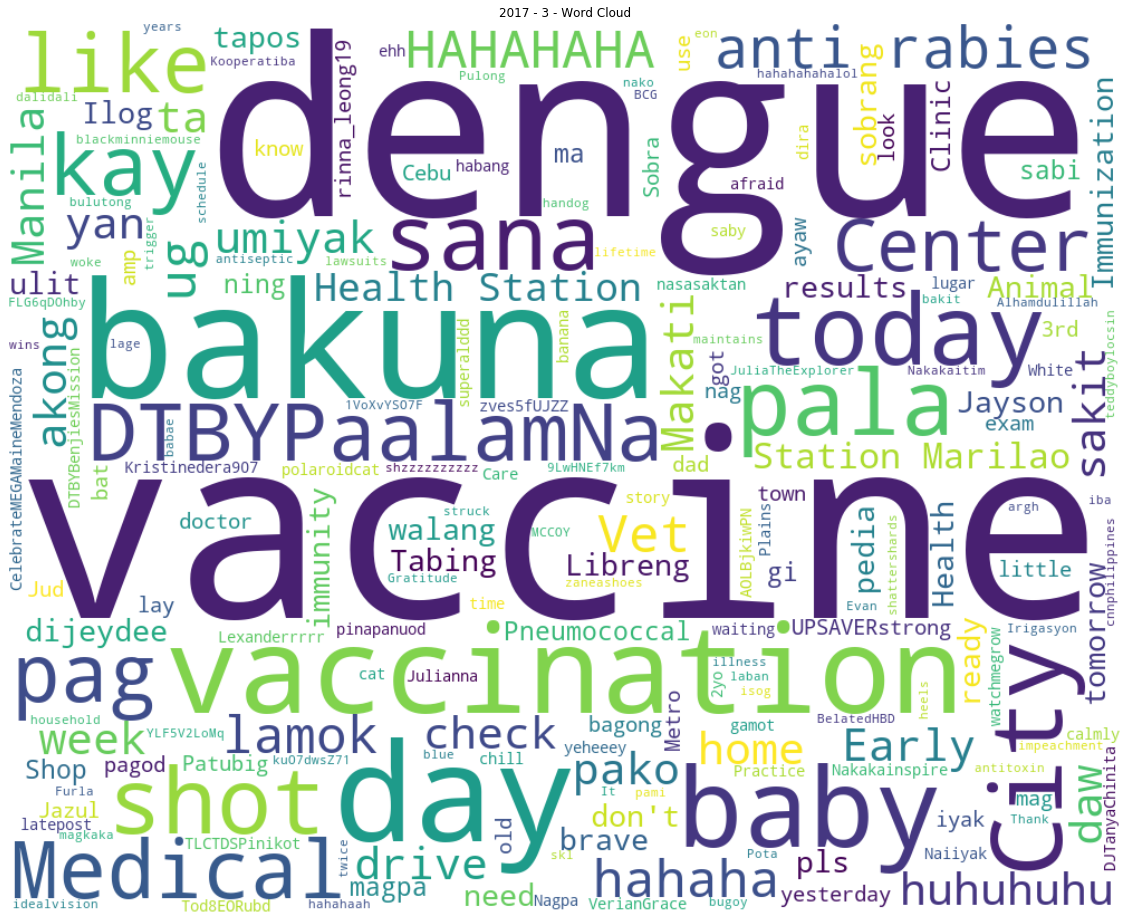 2017 - 3 - Word Cloud
years
like
tapos
Kooperatiba
ehh
HAHAHAHA
Pulong
nako
BCG
use
eon
anti rabies
hahahahahalol
dalidali
Ilog
ta
dengue
rinna_leong19
Manila
blackminniemouse
know
Cebu
habang
ma
Sobra
afraid
dira
sobrang
look
Clinic
sabi
Immunization
kay
bulutong
schedule
handog
yan
ug
umiyak
sana
saby
ayaw
Center
woke
amp
trigger
antiseptic
lawsuits
lifetime
ulit
ning
Health Station
nasasaktan
results
lugar
Animal
FLG6qDOhby
bakuna
today
bakit
Alhamdulillah
wins
lage
akong
superalddd
banana
Makati
maintains
got
3rd
teddyboylocsin
JuliaTheExplorer
Nakakaitim
White
DTBYBenjiesMission
babae
DTBYPaalamNa
1VoXvYSO7F
zves5fUJZZ
nag
pala
Jayson
exam
sakit
CelebrateMEGAMaineMendoza
bat
Kristinedera907
polaroidcat
shzzzzzzzzz
Care
9LwHNEf7km
dad
Station Marilao
vaccine
struck
story
town
iba
argh
doctor
immunity
walang
MCCOY
Vet
Plains
pedia
shattershards
Health
Tabing
Libreng
AOLBjkiwPN
gi
little
cnnphilippines
Jud
Gratitude
zaneashoes
lay
time
Evan
tomorrow
dijeydee
Lexanderrrrr
pinapanuod
Pneumococcal
waiting
UPSAVERstrong
Irigasyon
pag
vaccination
cat
Julianna
2yo
illness
laban
isog
heels
ready
watchmegrow
City
household
week
YLF5V2LoMq
lamok
check
bagong
Metro
gamot
BelatedHBD
calmly
yeheeey
home
Early
impeachment
Shop
pagod
Patubig
kuO7dwsZ71
blue
chill
pako
Practice
Nakakainspire
antitoxin
Furla
shot
day
It
pami
baby
mag
daw
Jazul
don't
Thank
DJTanyaChinita
latepost
magkaka
TLCTDSPinikot
old
brave
iyak
Medical
twice
drive
skl
Pota
pls
Naiiyak
magpa
hahaha
yesterday
huhuhuhu
idealvision
Tod8EORubd
hahahaah
need
Nagpa
VerianGrace
bugoy